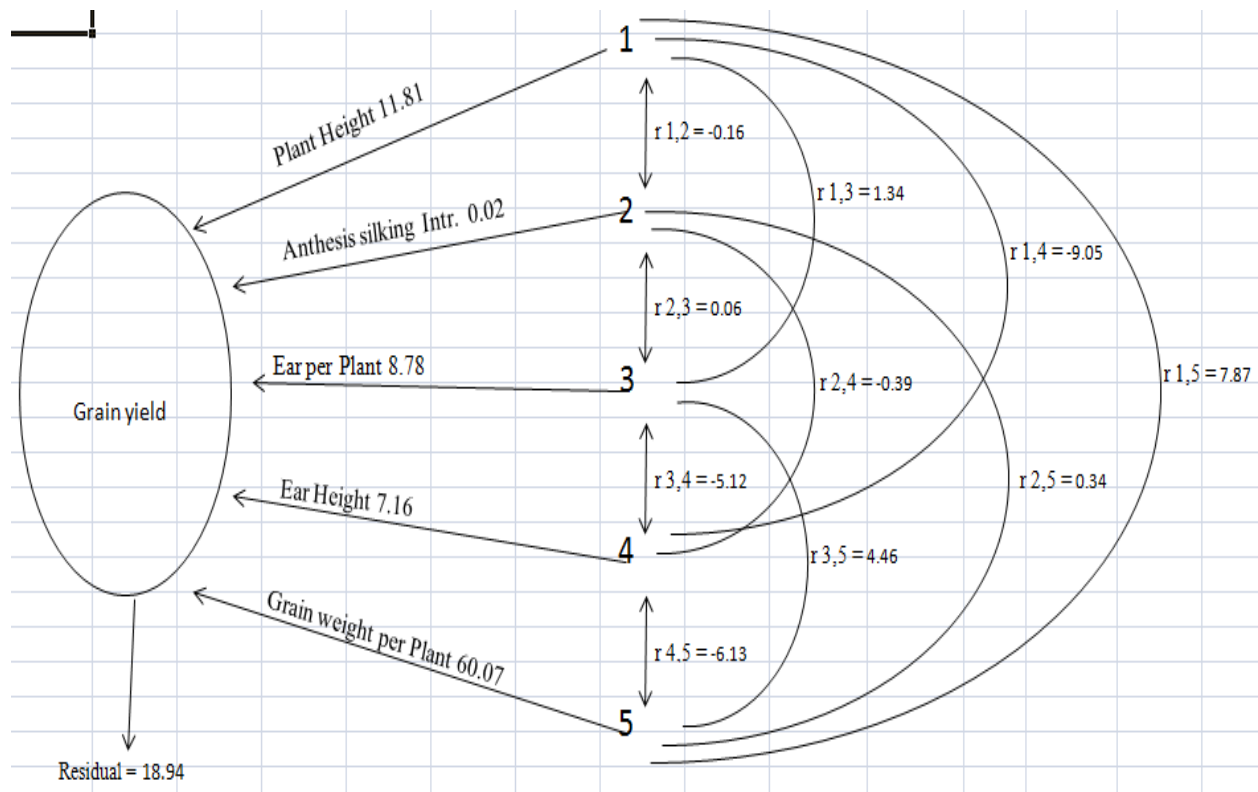 1
Plant Height 11.81
r 1,2 = -0.16
r 1,3 = 1.34
2
Anthesis silking Intr. 0.02
r 1,4 = -9.05
r 2,3 = 0.06
Ear per Plant 8.78
3
r 2,4 = -0.39
r 1,5 = 7.87
Grain yield
r 3,4 = -5.12
r 2,5 = 0.34
Ear Height 7.16
4
r 3,5 = 4.46
Grain weight per Plant 60.07
r 4.5 = -6.13
5
Residual = 18.94